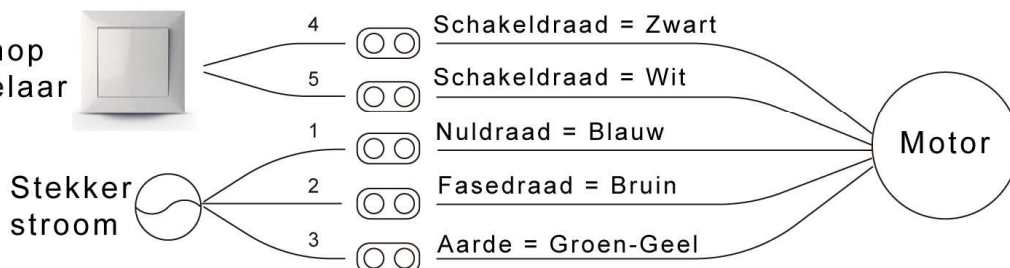 4
Schakeldraad = Zwart
elaar
5
Schakeldraad = Wit
1
Nuldraad = Blauw
Motor
Stekker
stroom
2
Fasedraad = Bruin
3
Aarde = Groen-Geel